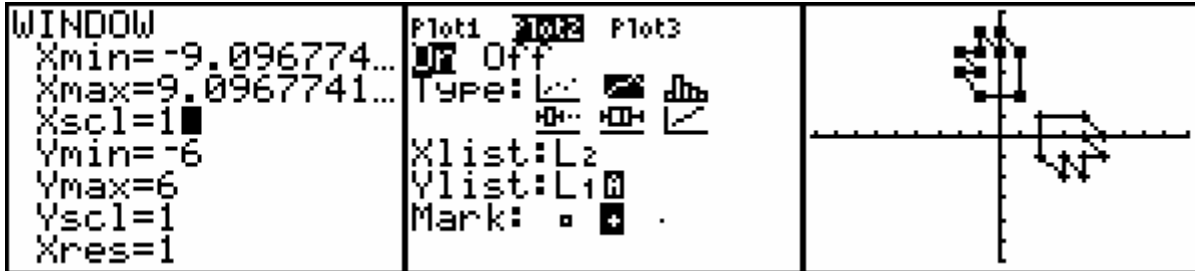 WINDOW
Xmin=-9.096774...
Xmax=9.0967741...
Xscl=1
Ymin=-6
Ymax=6
Yscl=1
Xres=1
Plot1 Plot2 Plot3
On Off
Type:
Xlist:L2
Ylist:L1
Mark: